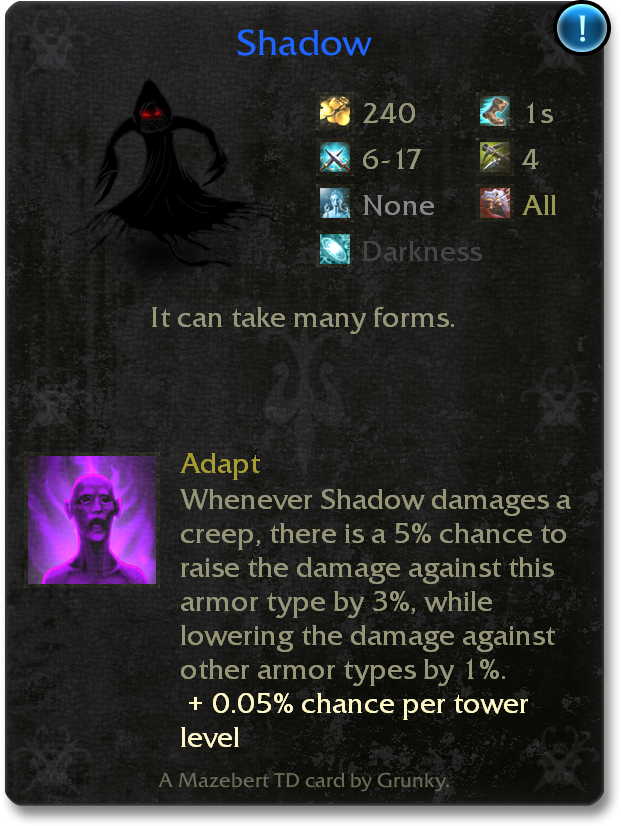 Shadow
!
240 1s
6-17 4
None All
Darkness
It can take many forms.
Adapt
Whenever Shadow damages a
creep, there is a 5% chance to
raise the damage against this
armor type by 3%, while
lowering the damage against
other armor types by 1%.
+ 0.05% chance per tower
level
A Mazebert TD card by Grunky.